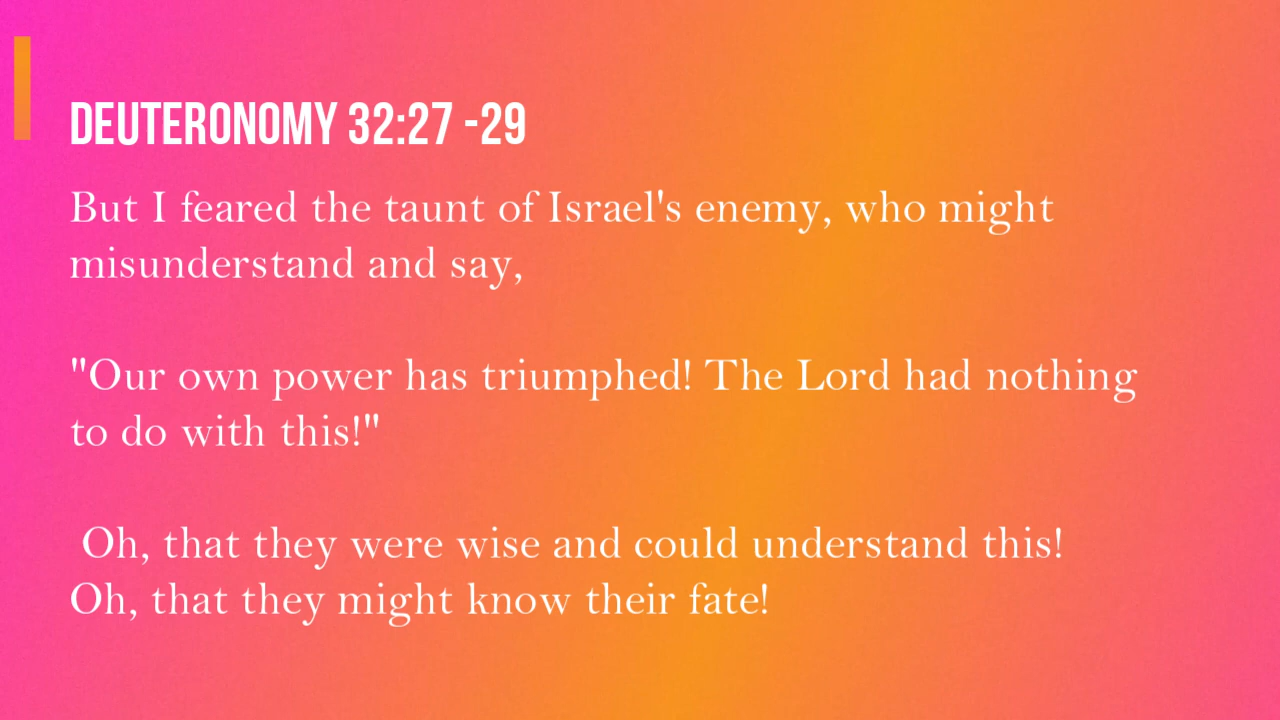 DEUTERONOMY 32:27 -29
But I feared the taunt of Israel's enemy, who might
misunderstand and say,
"Our own power has triumphed! The Lord had nothing
to do with this!"
Oh, that they were wise and could understand this!
Oh, that they might know their fate!